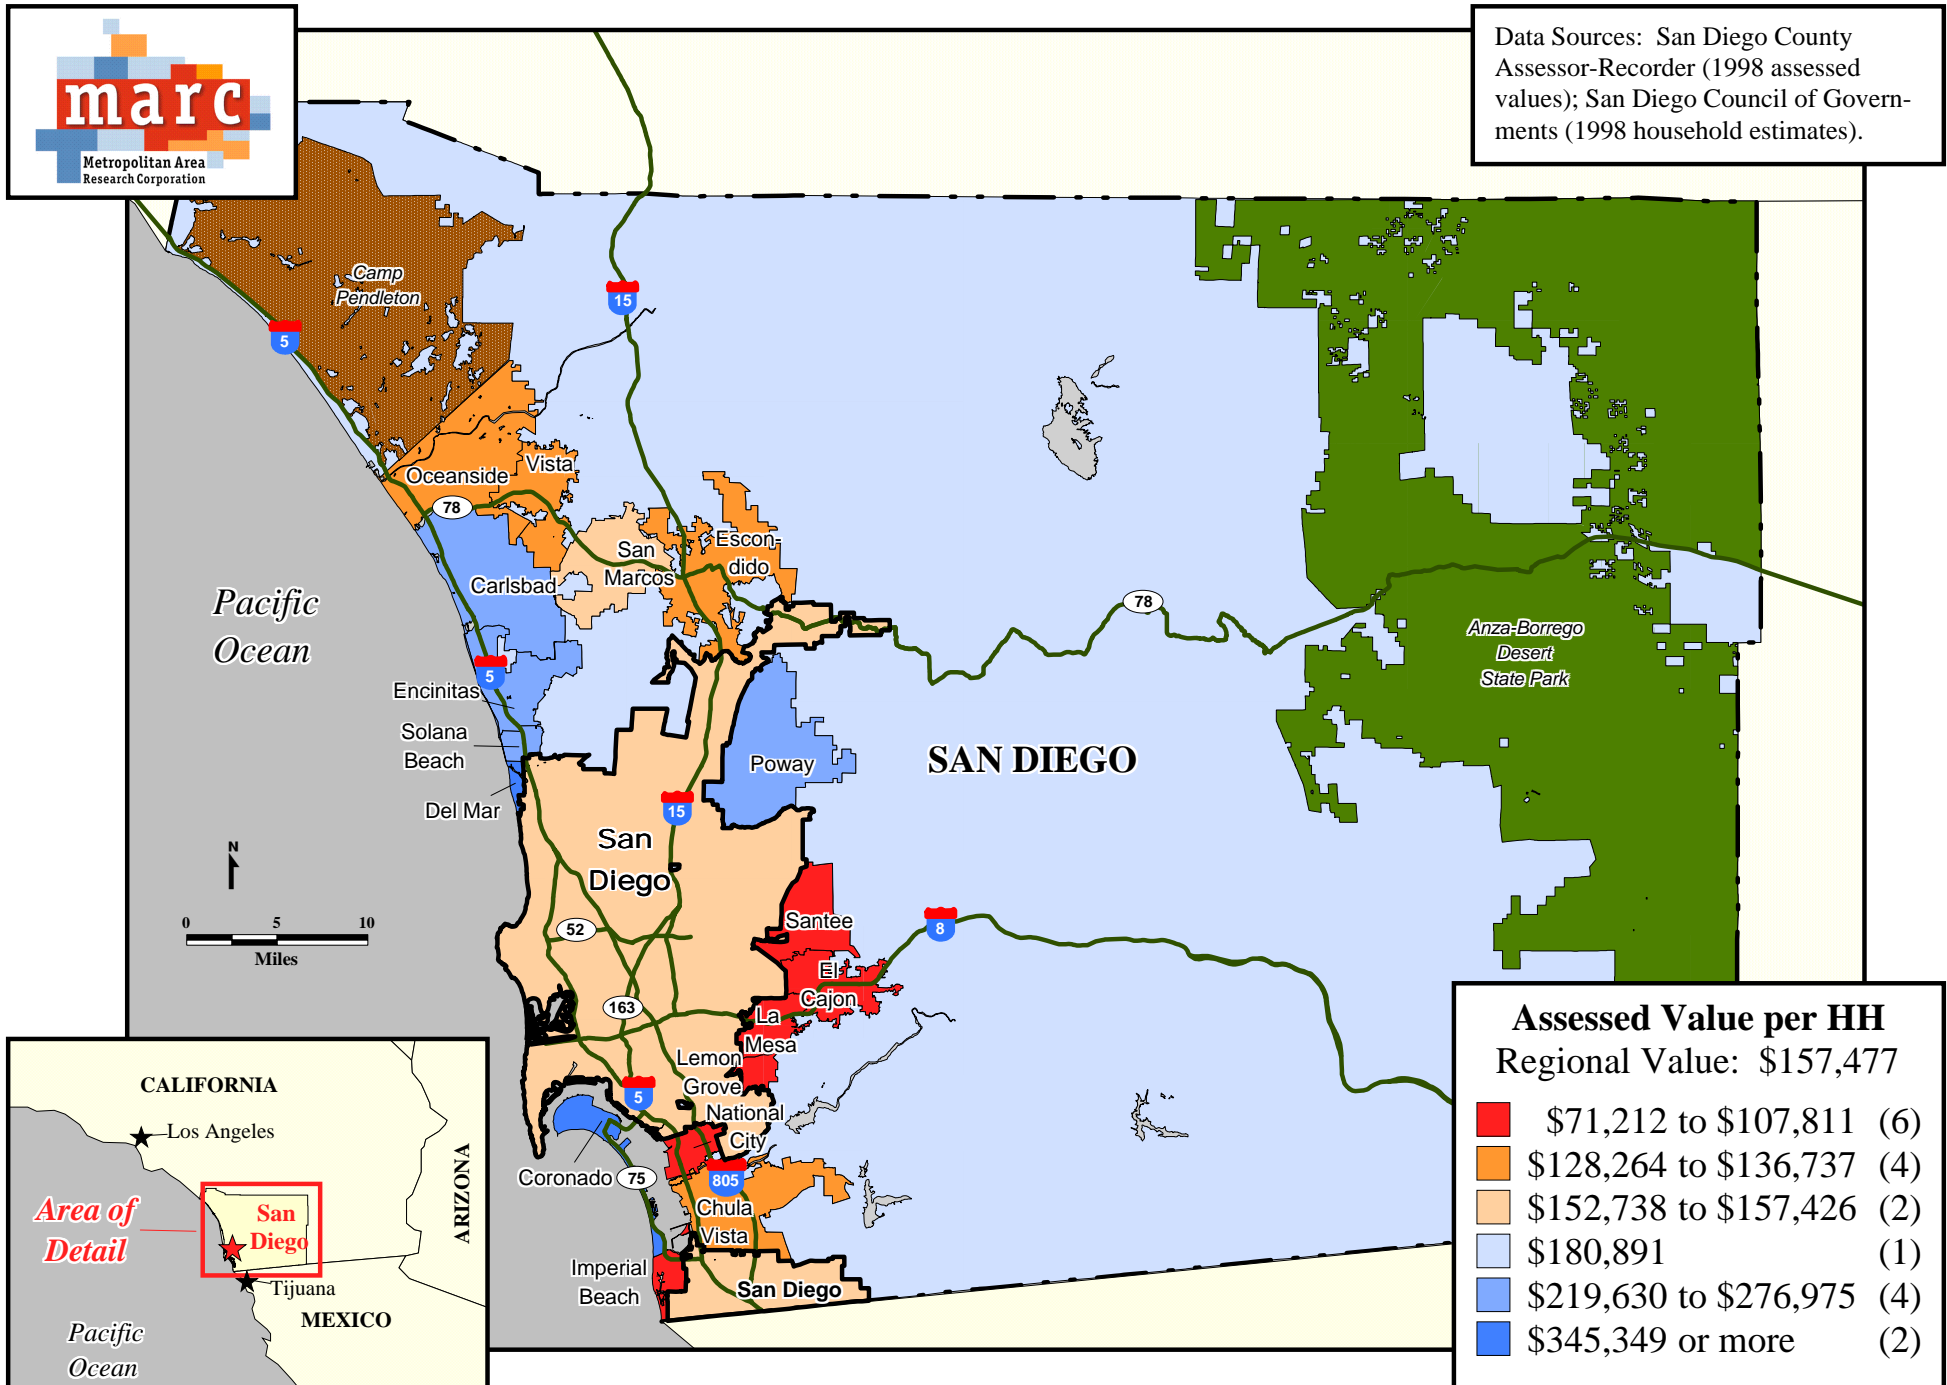 marc
Metropolitan Area
Research Corporation
Data Sources:  San Diego County
Assessor-Recorder (1998 assessed
values); San Diego Council of Govern-
ments (1998 household estimates).
Camp
Pendleton
15
5
Oceanside
Vista
78
San
Marcos
Escon-
dido
Carlsbad
Pacific
Ocean
78
Anza-Borrego
Desert
State Park
5
Encinitas
Solana
Beach
Del Mar
Poway
SAN DIEGO
15
San
Diego
N
0 5 10
Miles
52
Santee
8
El
Cajon
163
La
Mesa
Lemon
Grove
5
National
City
Coronado
75
805
Chula
Vista
Imperial
Beach
San Diego
CALIFORNIA
Los Angeles
ARIZONA
Area of
Detail
San
Diego
Tijuana
MEXICO
Pacific
Ocean
Assessed Value per HH
Regional Value:  $157,477
$71,212 to $107,811 (6)
$128,264 to $136,737 (4)
$152,738 to $157,426 (2)
$180,891 (1)
$219,630 to $276,975 (4)
$345,349 or more (2)